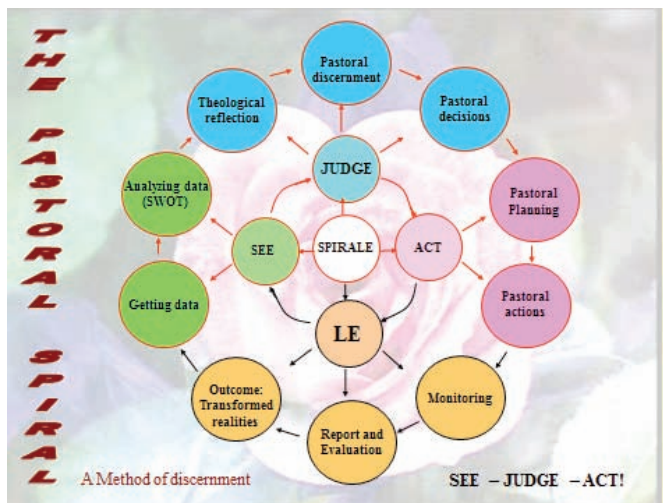 THE PASTORAL SPIRAL
Pastoral
discernment
Theological
reflection
Pastoral
decisions
JUDGE
Analyzing data
(SWOT)
Pastoral
Planning
SEE
SPIRALE
ACT
Getting data
Pastoral
actions
LE
Outcome:
Transformed
realities
Monitoring
Report and
Evaluation
A Method of discernment
SEE – JUDGE – ACT!